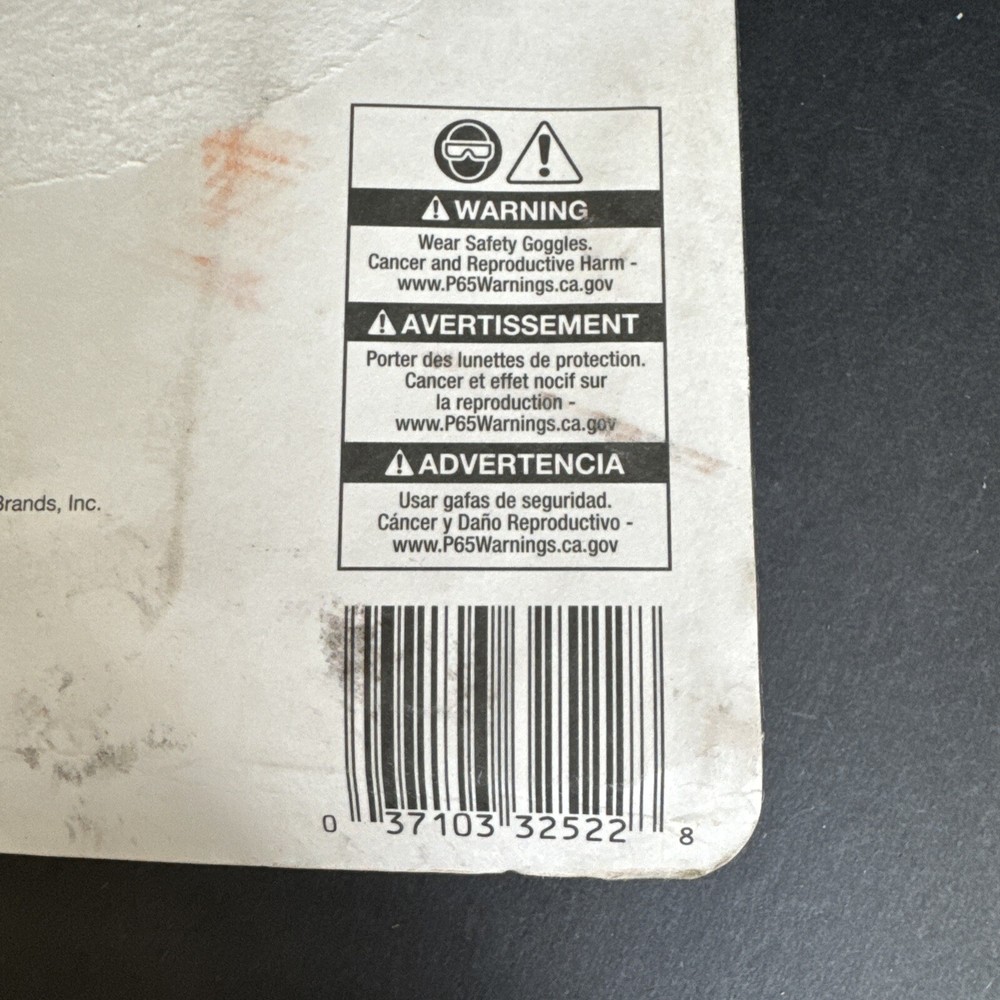 WARNING
Wear Safety Goggles.
Cancer and Reproductive Harm -
www.P65Warnings.ca.gov
AVERTISSEMENT
Porter des lunettes de protection.
Cancer et effet nocif sur
la reproduction -
www.P65Warnings.ca.gov
ADVERTENCIA
Usar gafas de seguridad.
Cáncer y Daño Reproductivo -
www.P65Warnings.ca.gov
Brands, Inc.
0 37103 32522 8